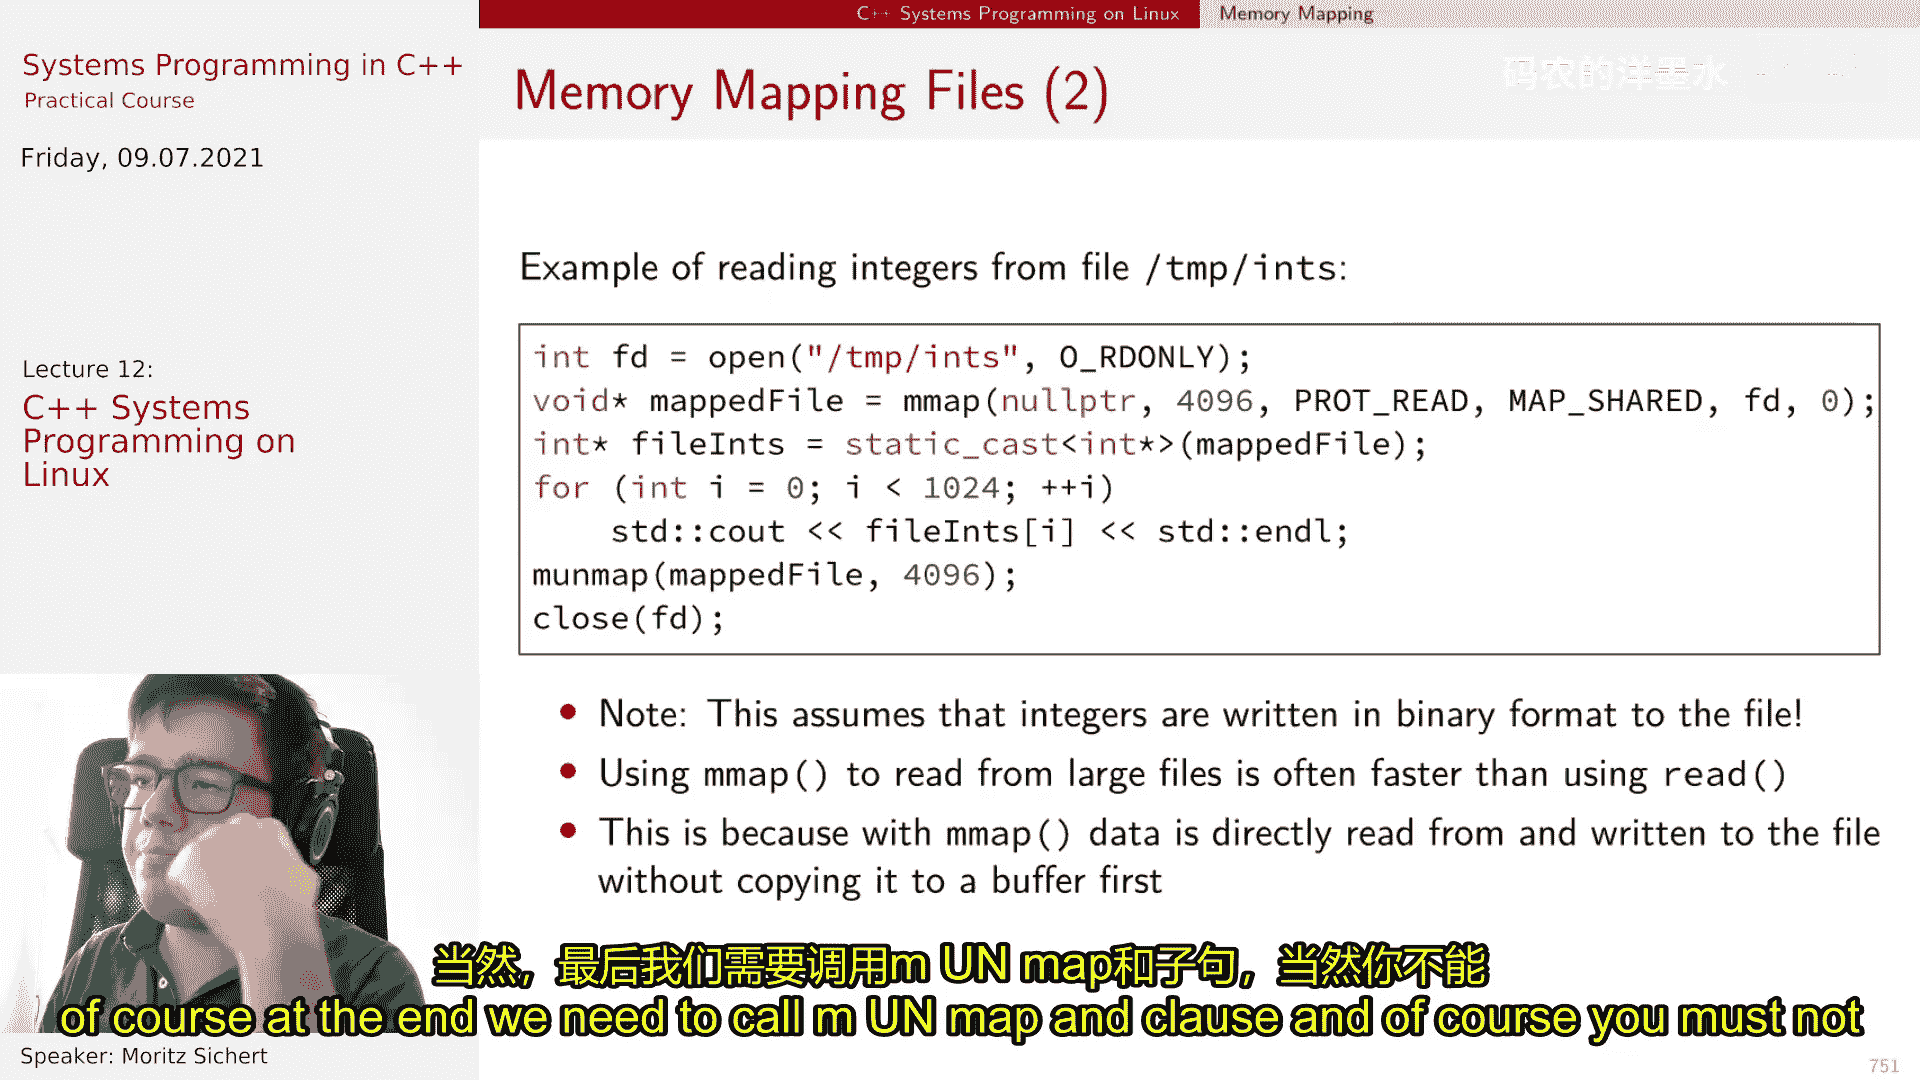 C++ Systems Programming on Linux
Memory Mapping
Systems Programming in C++
Practical Course
Friday, 09.07.2021
Lecture 12:
C++ Systems
Programming on
Linux
Memory Mapping Files (2)
码农的洋墨水
Example of reading integers from file /tmp/ints:
int fd = open("/tmp/ints", O_RDONLY);
void* mappedFile = mmap(nullptr, 4096, PROT_READ, MAP_SHARED, fd, 0);
int* fileInts = static_cast<int*>(mappedFile);
for (int i = 0; i < 1024; ++i)
    std::cout << fileInts[i] << std::endl;
munmap(mappedFile, 4096);
close(fd);
• Note: This assumes that integers are written in binary format to the file!
• Using mmap() to read from large files is often faster than using read()
• This is because with mmap() data is directly read from and written to the file
without copying it to a buffer first
当然，最后我们需要调用m UN map和子句，当然你不能
of course at the end we need to call m UN map and clause and of course you must not
Speaker: Moritz Sichert
751